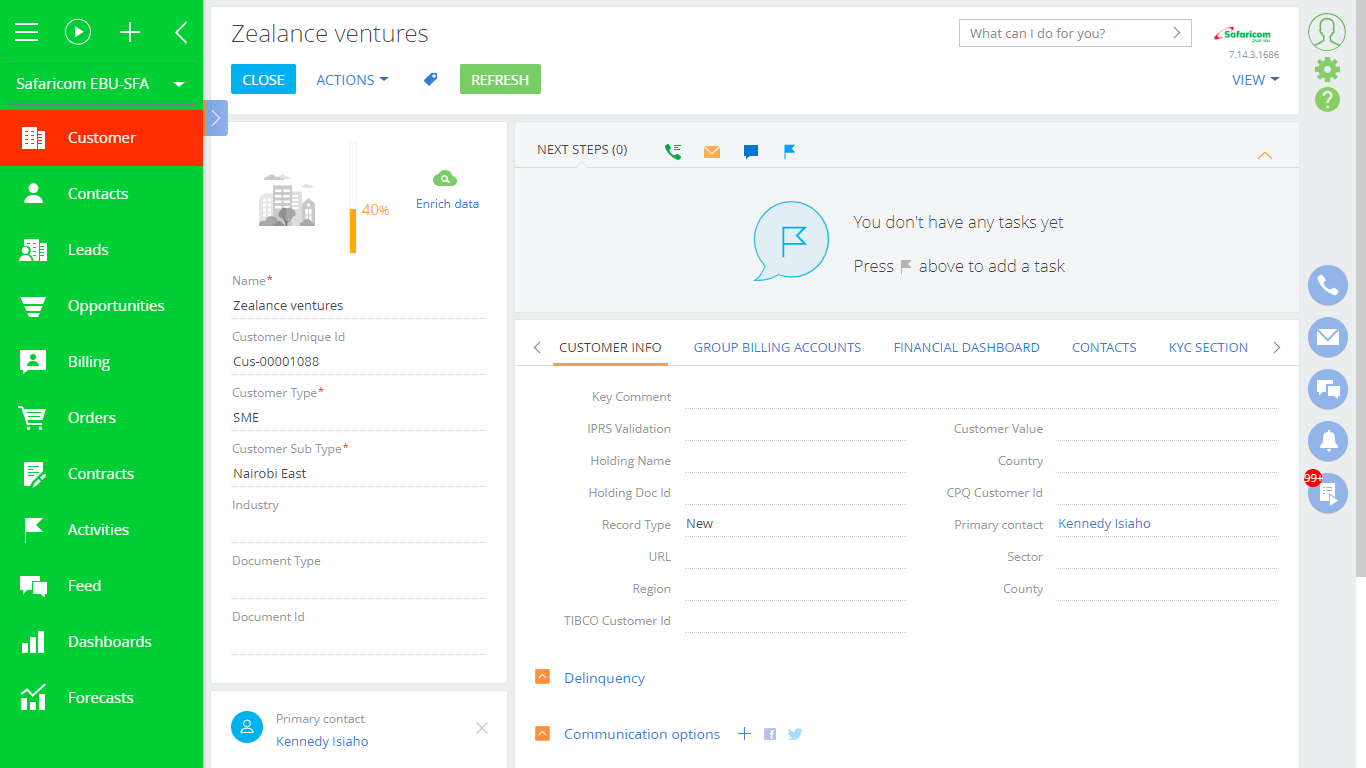 Safaricom EBU-SFA
Customer
Contacts
Leads
Opportunities
Billing
Orders
Contracts
Activities
Feed
Dashboards
Forecasts
Zealance ventures
What can I do for you?
Safaricom
7.14.3.1686
CLOSE
ACTIONS
REFRESH
VIEW
40%
Enrich data
Name*
Zealance ventures
Customer Unique Id
Cus-00001088
Customer Type*
SME
Customer Sub Type*
Nairobi East
Industry
Document Type
Document Id
Primary contact
Kennedy Isiaho
NEXT STEPS (0)
You don't have any tasks yet
Press above to add a task
CUSTOMER INFO
GROUP BILLING ACCOUNTS
FINANCIAL DASHBOARD
CONTACTS
KYC SECTION
Key Comment
IPRS Validation
Customer Value
Holding Name
Country
Holding Doc Id
CPQ Customer Id
Record Type New
Primary contact Kennedy Isiaho
URL
Sector
Region
County
TIBCO Customer Id
Delinquency
Communication options
?
99+